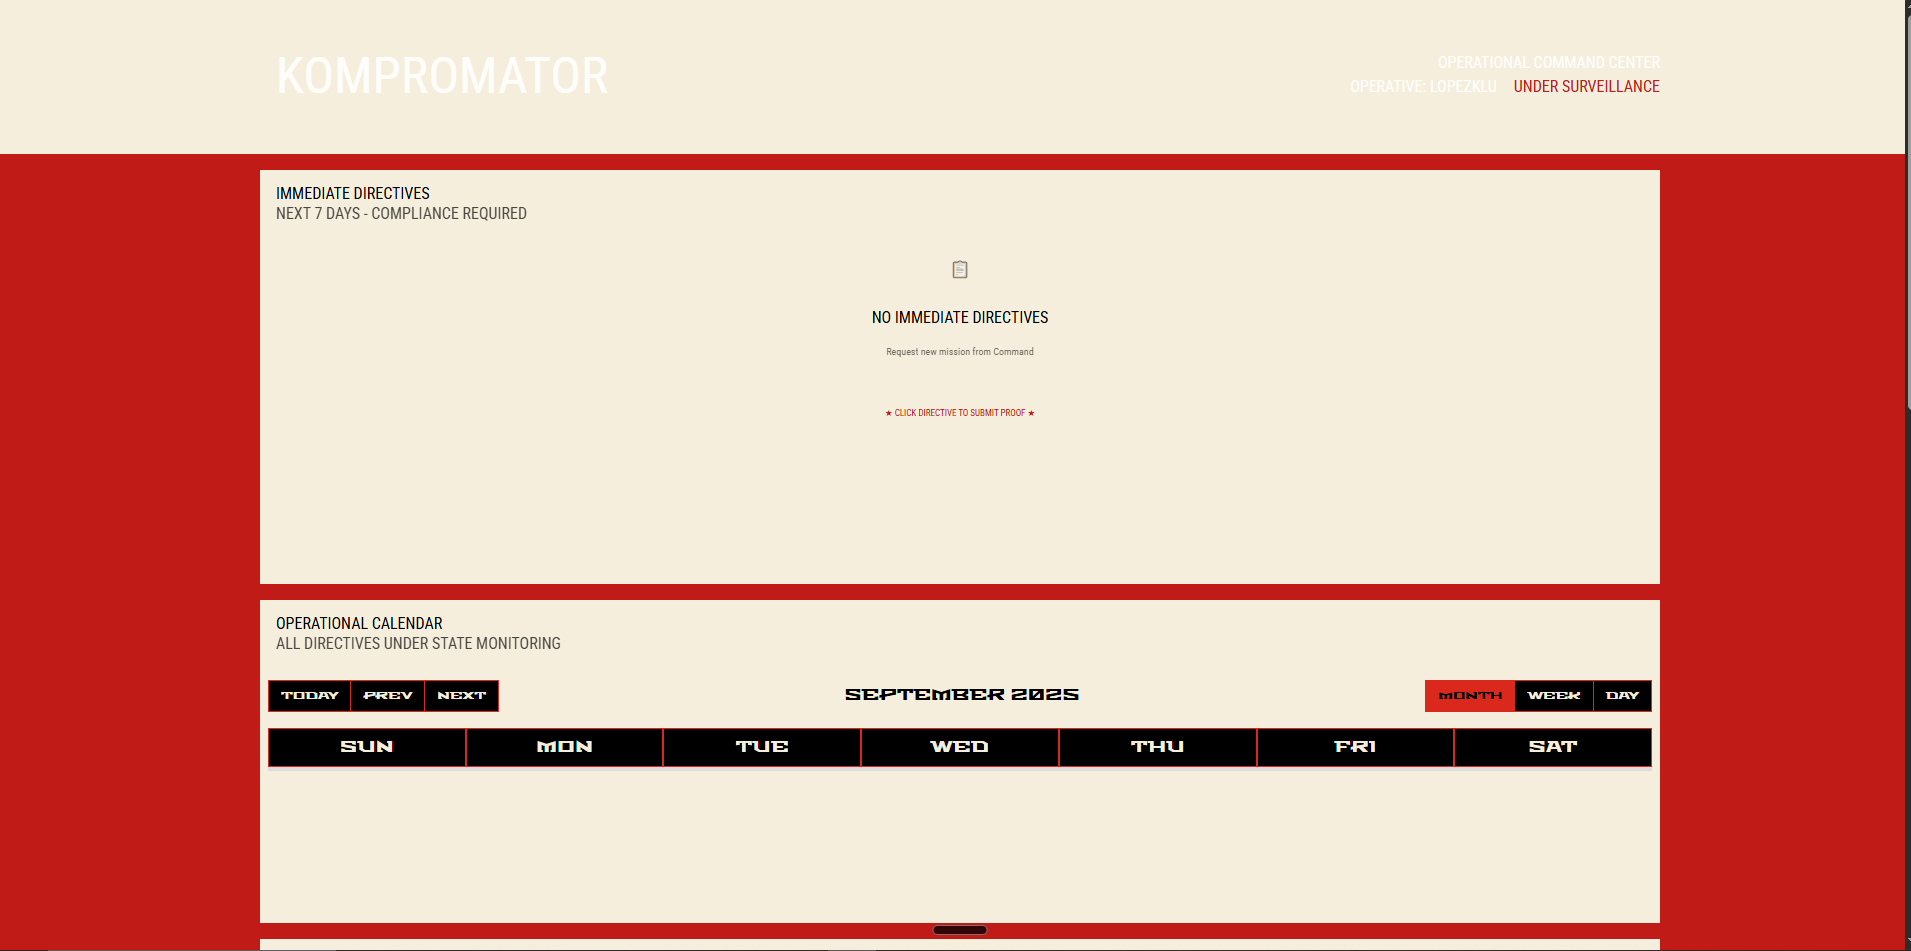 KOMPROMATOR
OPERATIONAL COMMAND CENTER
OPERATIVE: LOPEZKLU UNDER SURVEILLANCE
IMMEDIATE DIRECTIVES
NEXT 7 DAYS - COMPLIANCE REQUIRED
NO IMMEDIATE DIRECTIVES
Request new mission from Command
★ CLICK DIRECTIVE TO SUBMIT PROOF ★
OPERATIONAL CALENDAR
ALL DIRECTIVES UNDER STATE MONITORING
TODAY PREV NEXT SEPTEMBER 2025 MONTH WEEK DAY
SUN MON TUE WED THU FRI SAT